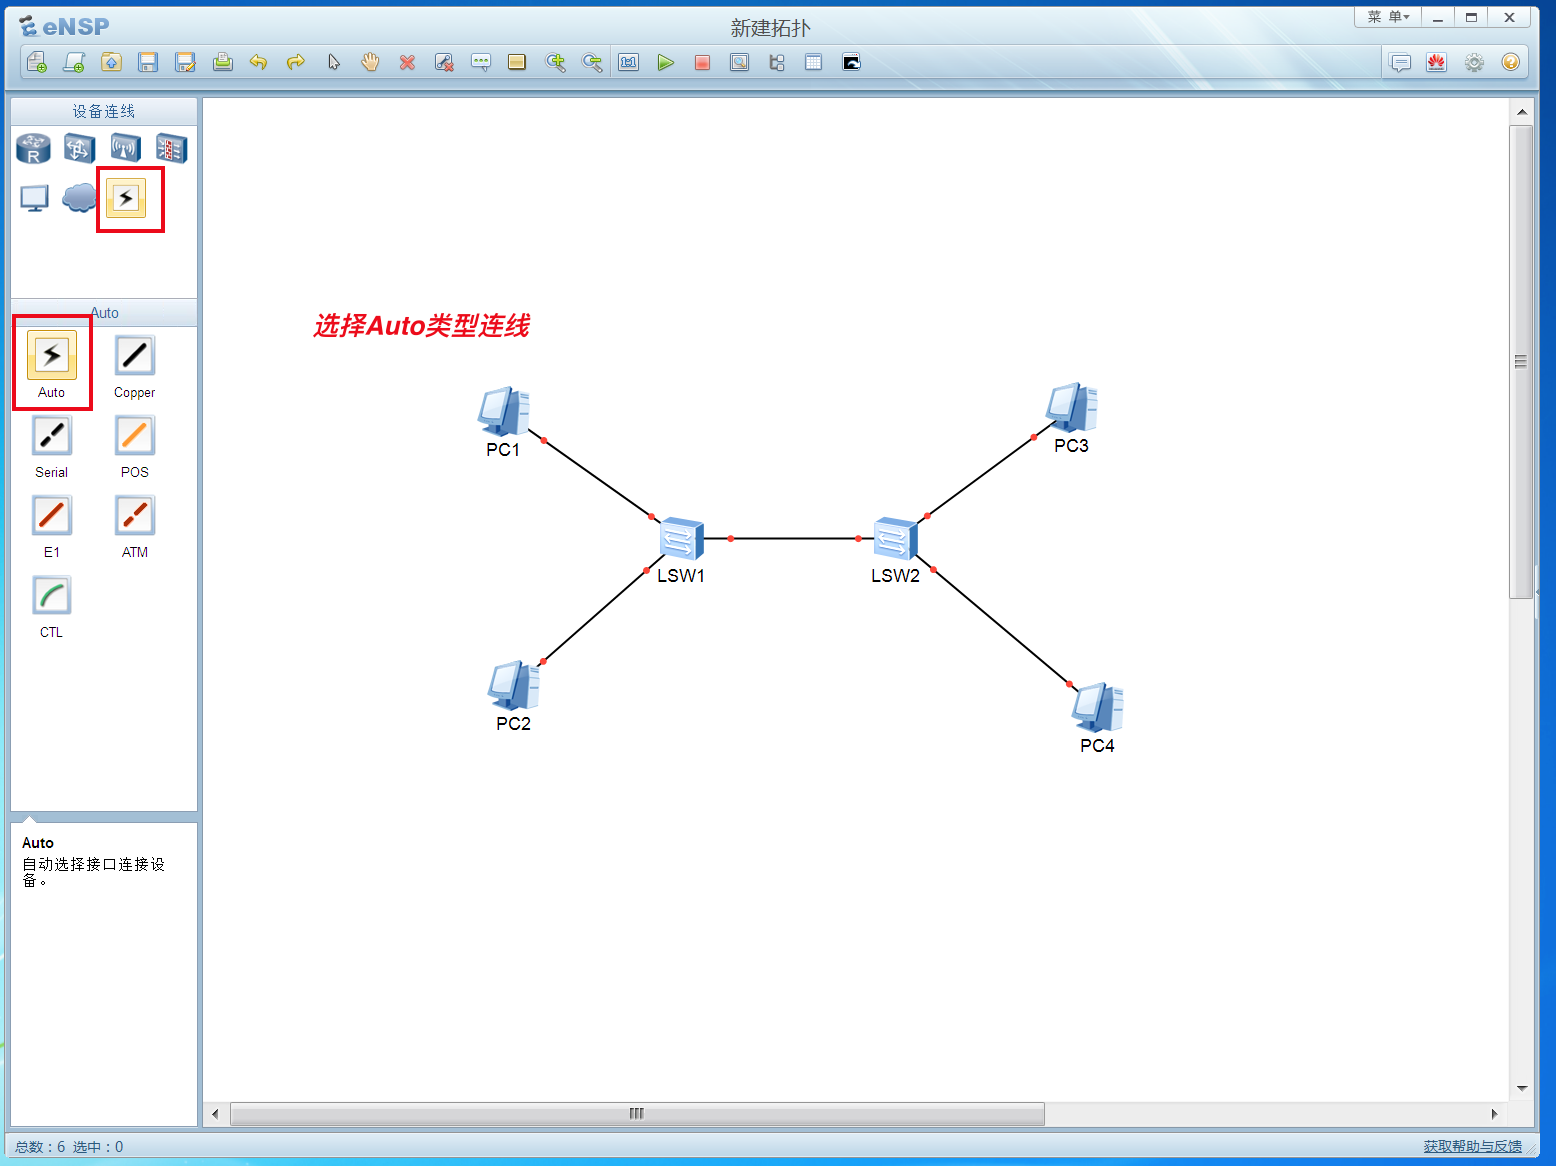 eNSP
新建拓扑
菜 单
设备连线
R
1:1
Auto
Auto
Copper
Serial
POS
E1
ATM
CTL
选择Auto类型连线
PC1
PC3
LSW1
LSW2
PC2
PC4
Auto
自动选择接口连接设
备。
总数：6 选中：0
获取帮助与反馈